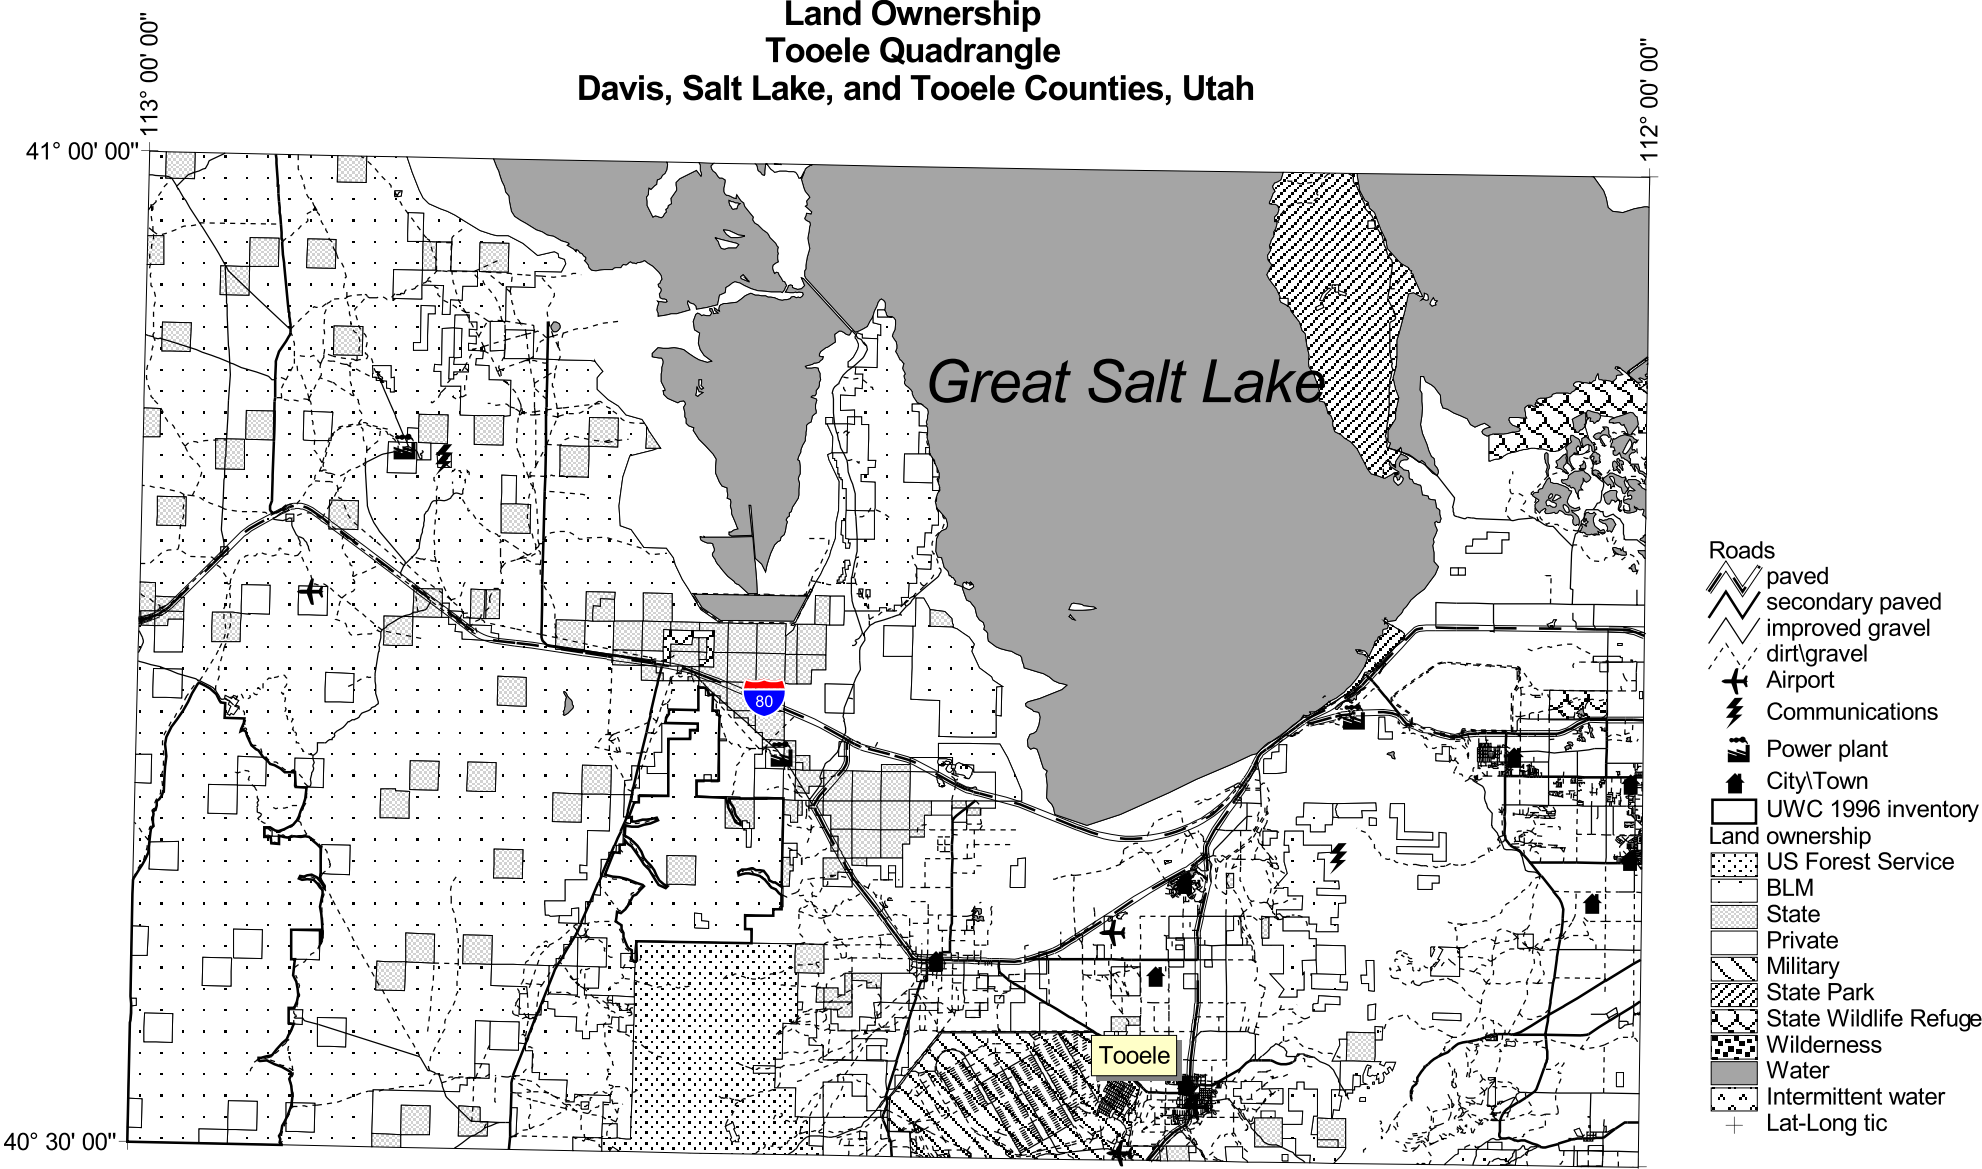 Land Ownership
Tooele Quadrangle
Davis, Salt Lake, and Tooele Counties, Utah
113° 00' 00"
112° 00' 00"
41° 00' 00"
Great Salt Lake
80
Tooele
40° 30' 00"
Roads
paved
secondary paved
improved gravel
dirt\gravel
Airport
Communications
Power plant
City\Town
UWC 1996 inventory
Land ownership
US Forest Service
BLM
State
Private
Military
State Park
State Wildlife Refuge
Wilderness
Water
Intermittent water
Lat-Long tic